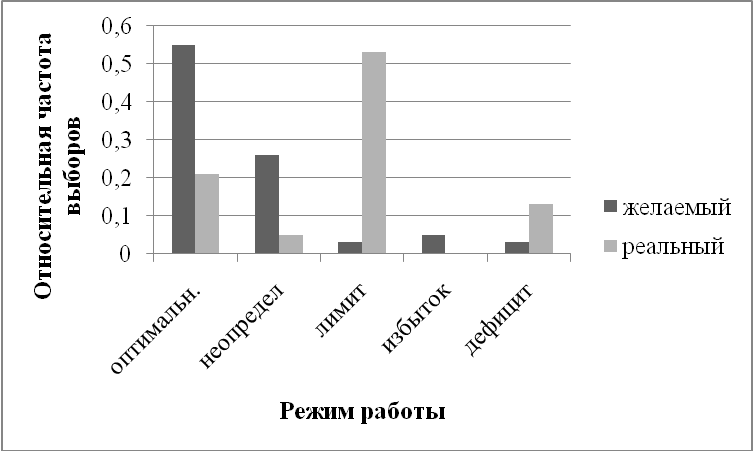 Относительная частота
выборов
0,6
0,5
0,4
0,3
0,2
0,1
0
оптимальн.
неопредел
лимит
избыток
дефицит
Режим работы
желаемый
реальный